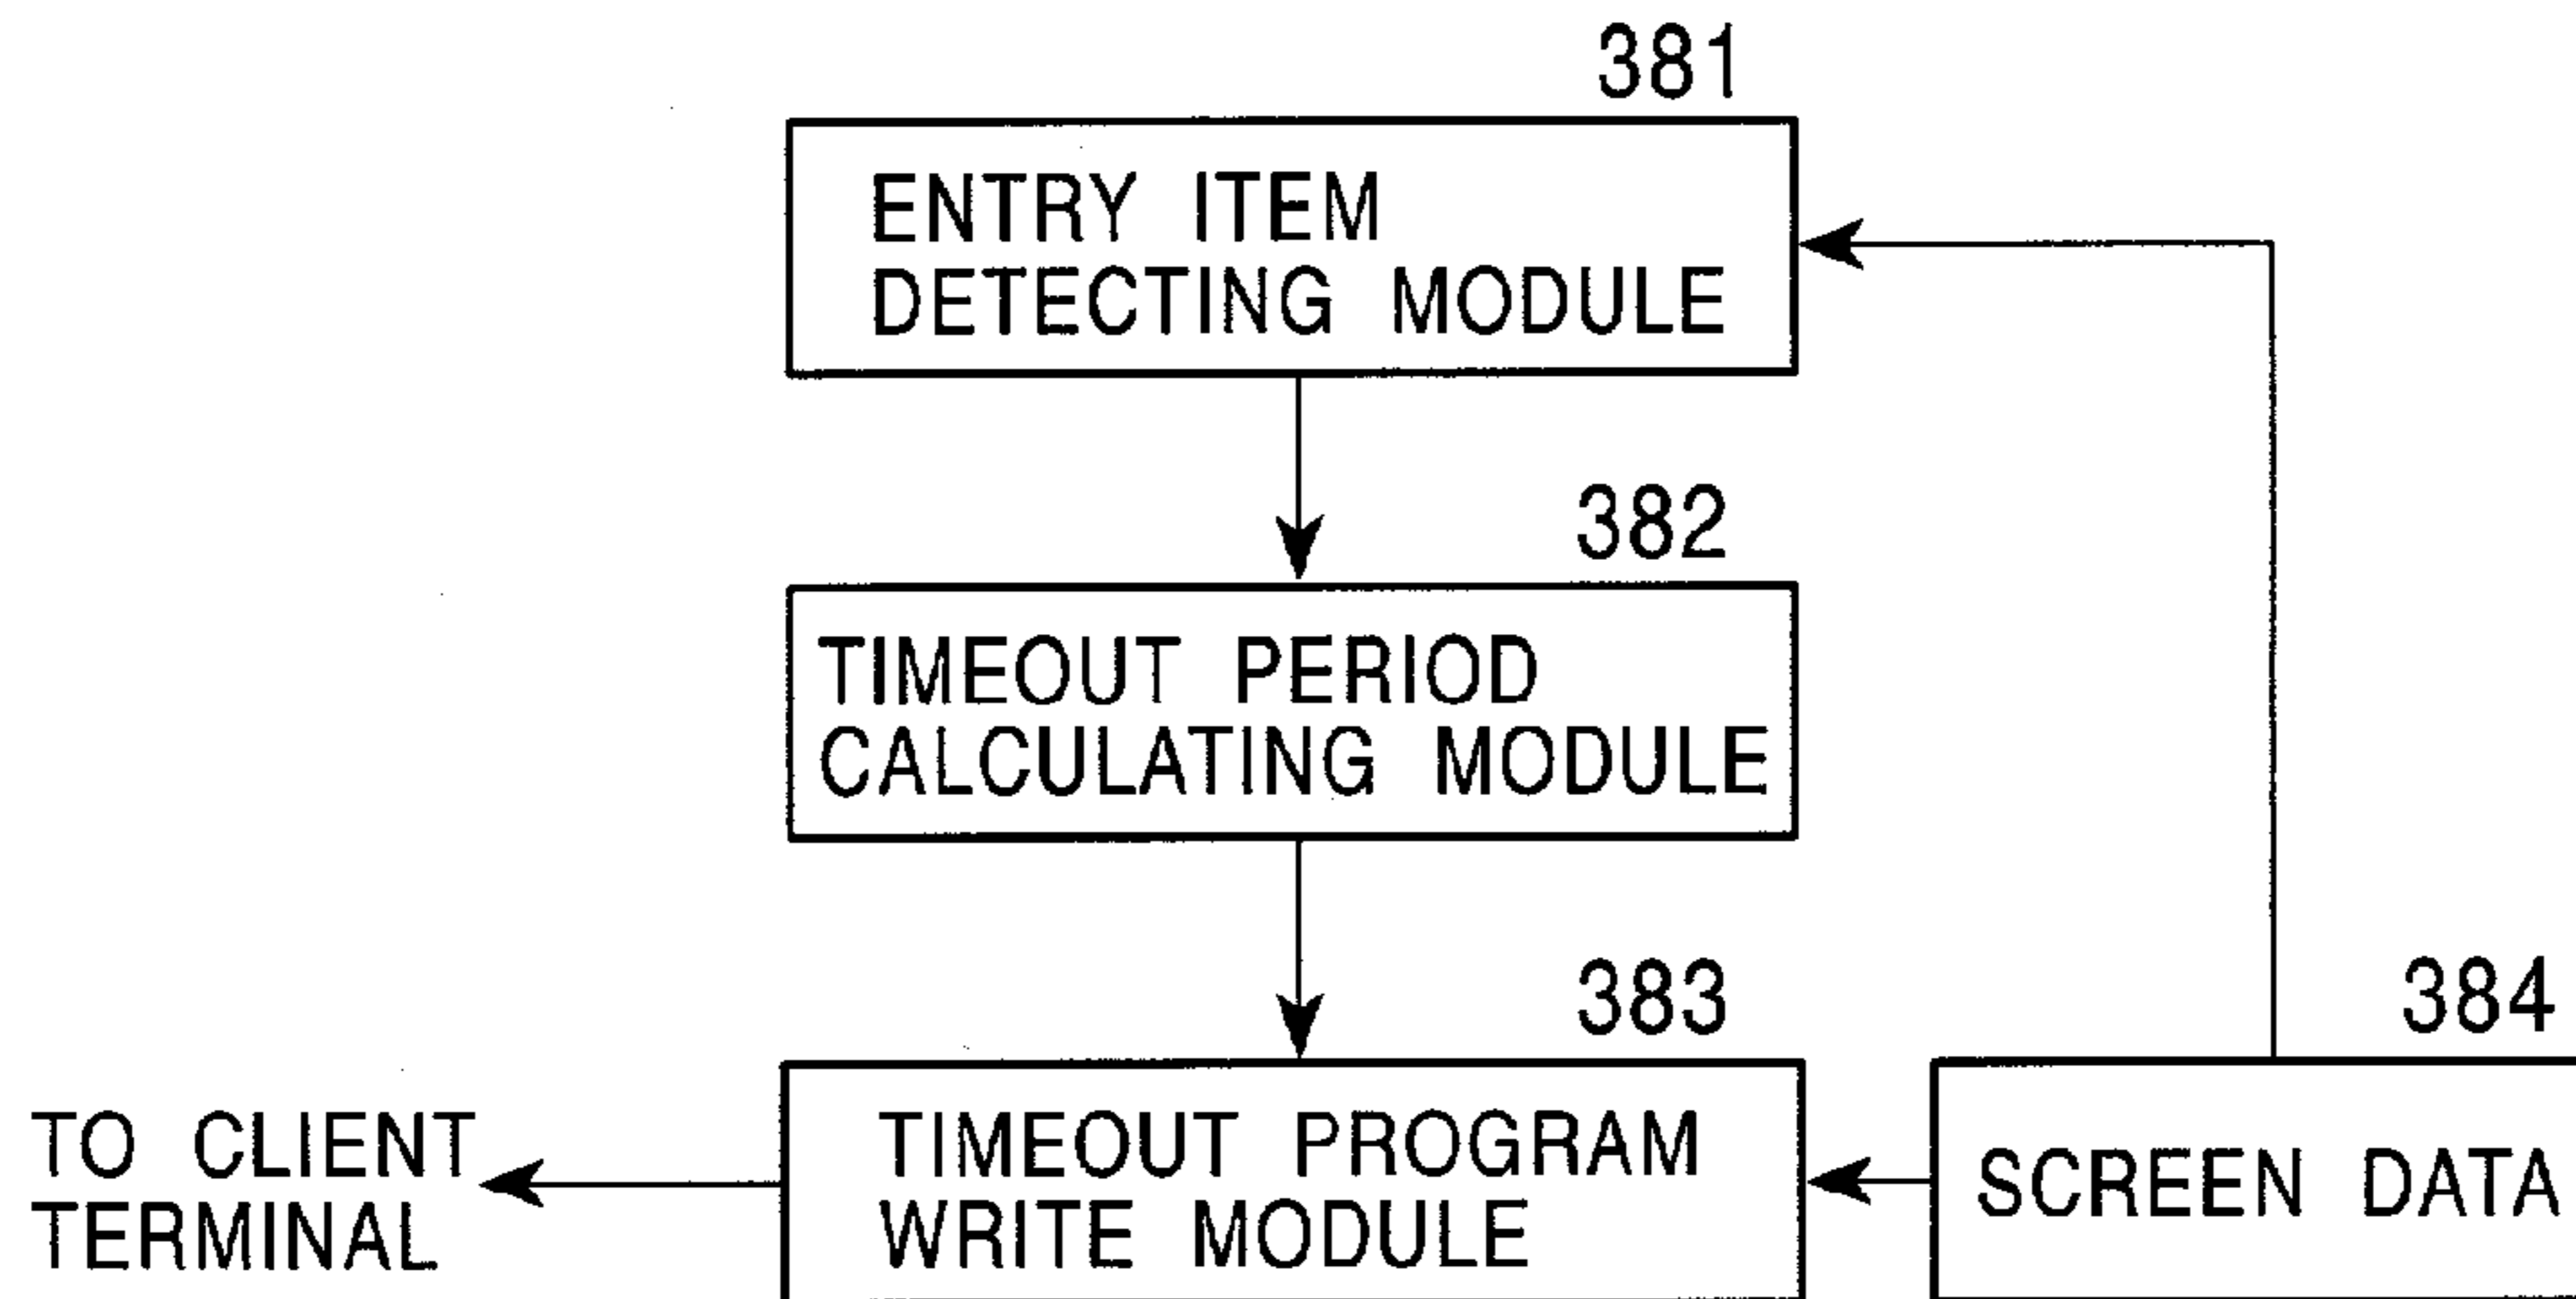 381
ENTRY ITEM
DETECTING MODULE
382
TIMEOUT PERIOD
CALCULATING MODULE
383
384
TO CLIENT
TERMINAL
TIMEOUT PROGRAM
WRITE MODULE
SCREEN DATA